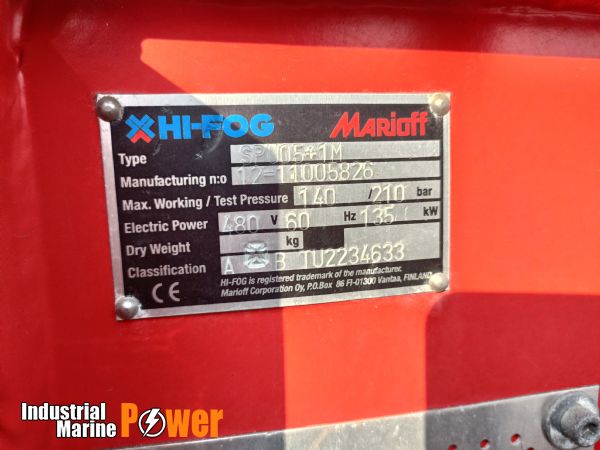 HI-FOG MARIOFF
Type SPU05+1M
Manufacturing n:o 12-11005826
Max. Working / Test Pressure 140 /210 bar
Electric Power 480 V 60 Hz 135 kW
Dry Weight kg
Classification A B TU2234633
HI-FOG is registered trademark of the manufacturer.
CE Marioff Corporation Oy, P.O.Box 86 FI-01300 Vantaa, FINLAND
Industrial
Marine Power